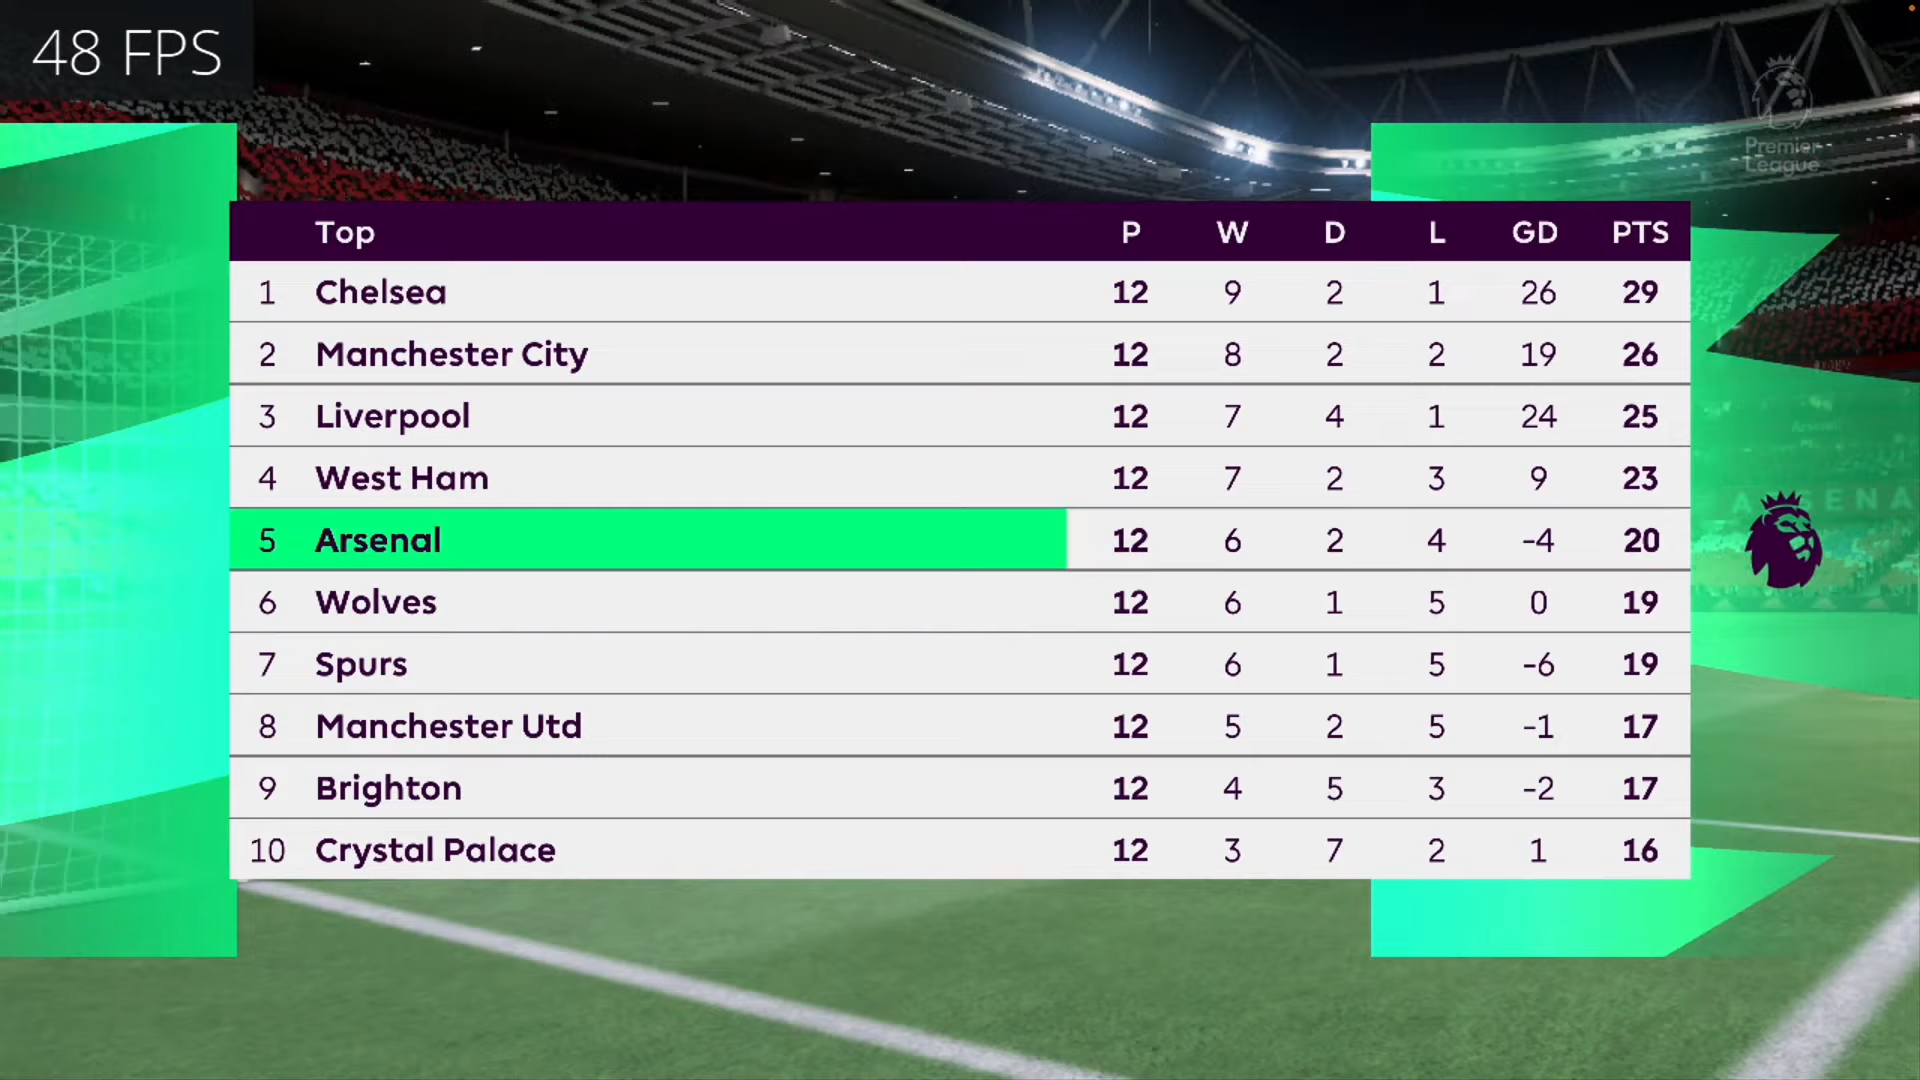 48 FPS
Premier
League
Top P W D L GD PTS
1 Chelsea 12 9 2 1 26 29
2 Manchester City 12 8 2 2 19 26
3 Liverpool 12 7 4 1 24 25
4 West Ham 12 7 2 3 9 23
5 Arsenal 12 6 2 4 -4 20
6 Wolves 12 6 1 5 0 19
7 Spurs 12 6 1 5 -6 19
8 Manchester Utd 12 5 2 5 -1 17
9 Brighton 12 4 5 3 -2 17
10 Crystal Palace 12 3 7 2 1 16
Arsenal
ARSENA